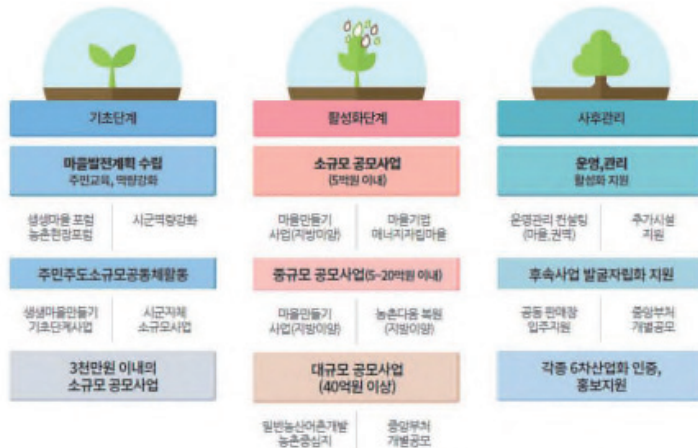 기초단계
마을발전계획 수립
주민교육, 역량강화
생생마을 포럼
농촌현장포럼
시군역량강화
주민주도소규모공동체활동
생생마을만들기
기초단계사업
시군자체
소규모사업
3천만원 이내의
소규모 공모사업
활성화단계
소규모 공모사업
(5억원 이내)
마을만들기
사업(지방이양)
마을기업
에너지자립마을
중규모 공모사업(5~20억원 이내)
마을만들기
사업(지방이양)
농촌다움 복원
(지방이양)
대규모 공모사업
(40억원 이상)
일반농산어촌개발
농촌중심지
중앙부처
개별공모
사후관리
운영,관리
활성화 지원
운영관리 컨설팅
(마을,권역)
추가시설
지원
후속사업 발굴자립화 지원
공동 판매장
입주지원
중앙부처
개별공모
각종 6차산업화 인증,
홍보지원